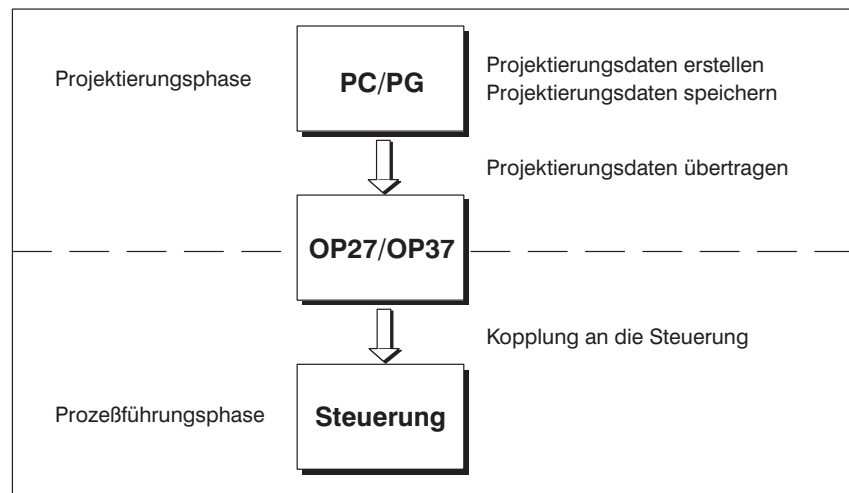 Projektierungsphase
PC/PG
Projektierungsdaten erstellen
Projektierungsdaten speichern
Projektierungsdaten übertragen
OP27/OP37
Kopplung an die Steuerung
Prozeßführungsphase
Steuerung